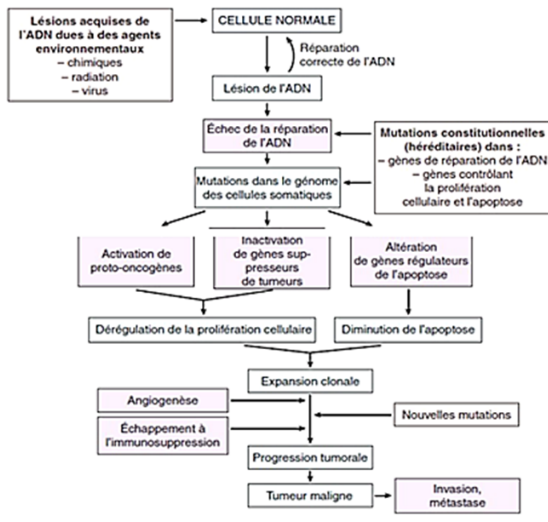 Lésions acquises de
l'ADN dues à des agents
environnementaux
– chimiques
– radiation
– virus
CELLULE NORMALE
Réparation
correcte de l'ADN
Lésion de l'ADN
Échec de la réparation
de l'ADN
Mutations constitutionnelles
(héréditaires) dans :
– gènes de réparation de l'ADN
– gènes contrôlant
la prolifération
cellulaire et l'apoptose
Mutations dans le génome
des cellules somatiques
Activation de
proto-oncogènes
Inactivation
de gènes sup-
presseurs
de tumeurs
Altération
de gènes régulateurs
de l'apoptose
Dérégulation de la prolifération cellulaire
Diminution de l'apoptose
Expansion clonale
Angiogenèse
Nouvelles mutations
Échappement à
l'immunosuppression
Progression tumorale
Tumeur maligne
Invasion,
métastase